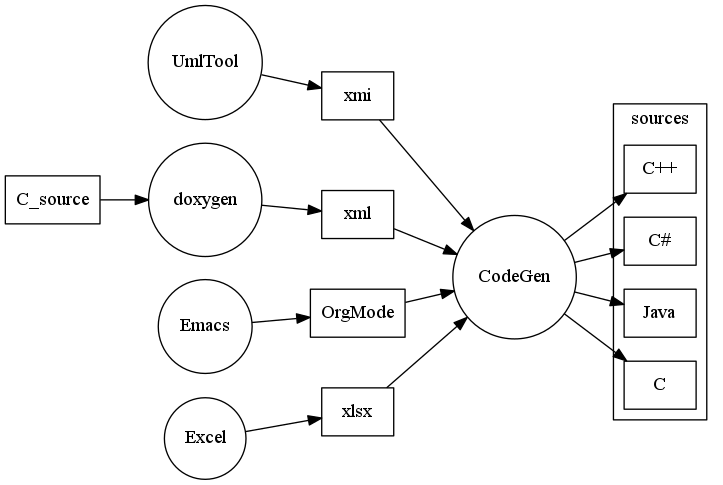 UmlTool
xmi
sources
C++
C_source
doxygen
xml
C#
CodeGen
Emacs
OrgMode
Java
Excel
xlsx
C